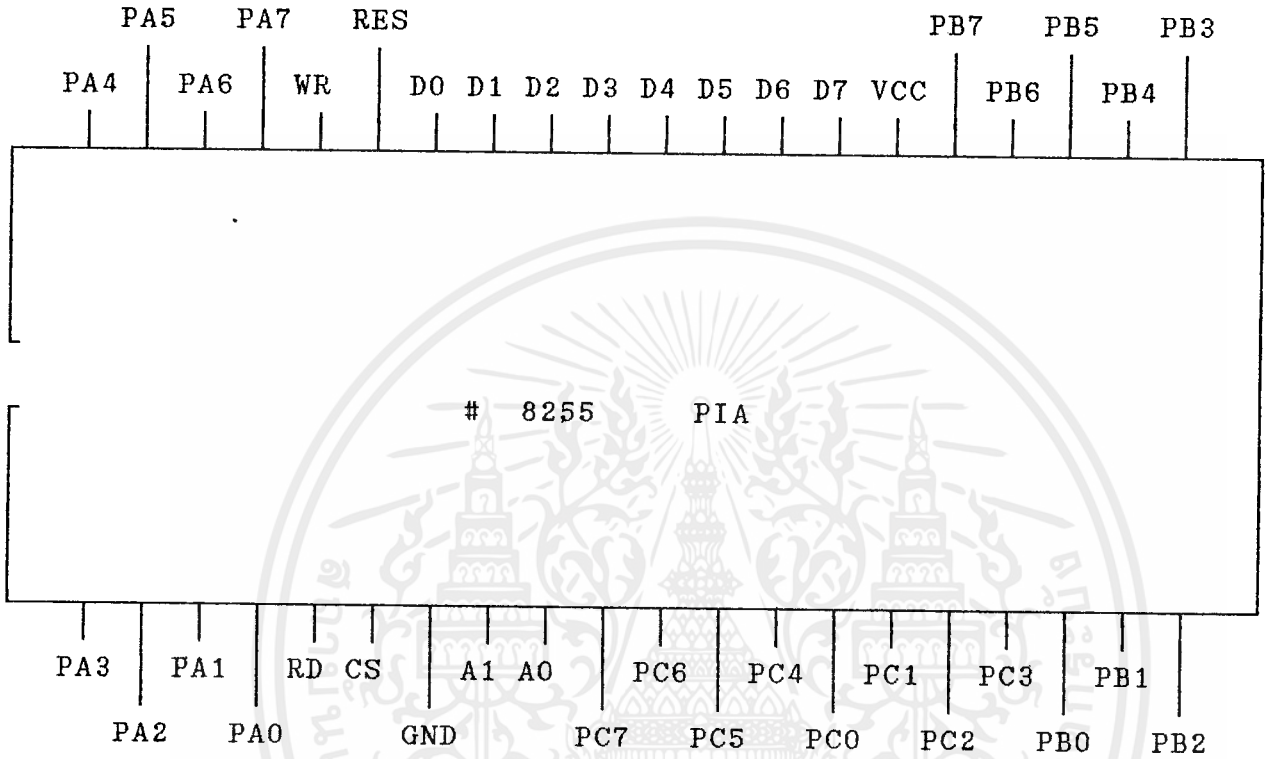 PA5 PA7 RES PB7 PB5 PB3
PA4 PA6 WR D0 D1 D2 D3 D4 D5 D6 D7 VCC PB6 PB4
# 8255 PIA
PA3 PA1 RD CS A1 A0 PC6 PC4 PC1 PC3 PB1
PA2 PA0 GND PC7 PC5 PC0 PC2 PB0 PB2